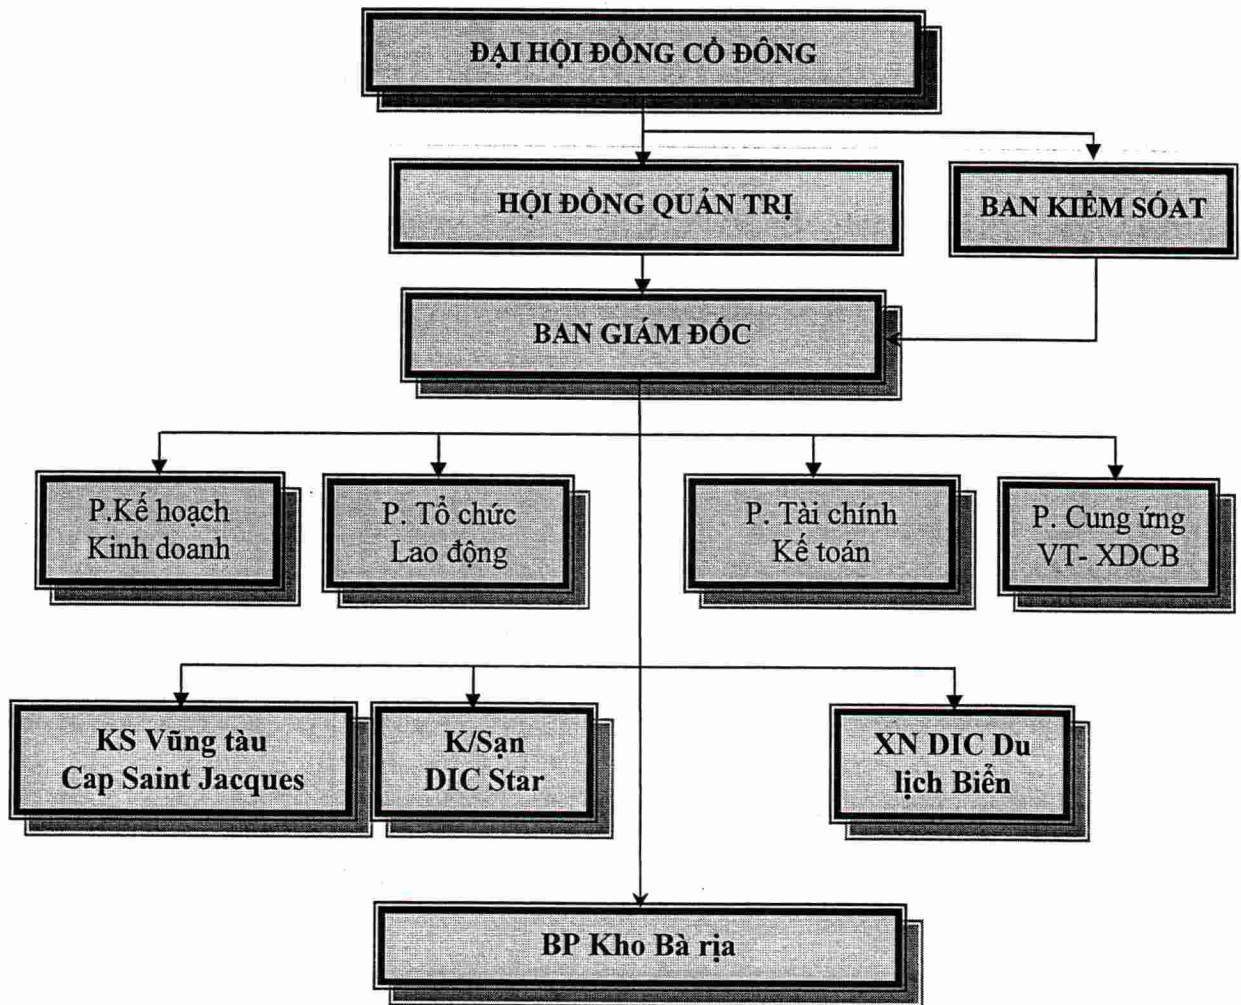 ĐẠI HỘI ĐỒNG CỔ ĐÔNG
HỘI ĐỒNG QUẢN TRỊ
BAN KIỂM SÓAT
BAN GIÁM ĐỐC
P.Kế hoạch
Kinh doanh
P. Tổ chức
Lao động
P. Tài chính
Kế toán
P. Cung ứng
VT- XDCB
KS Vũng tàu
Cap Saint Jacques
K/Sạn
DIC Star
XN DIC Du
lịch Biển
BP Kho Bà rịa